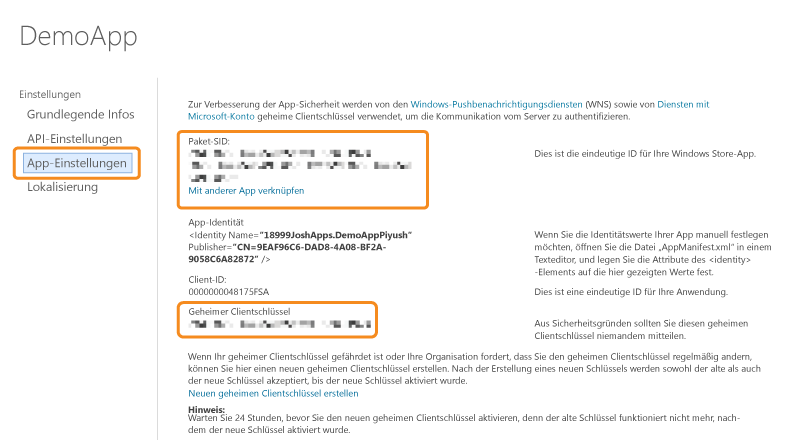 DemoApp
Einstellungen
Grundlegende Infos
API-Einstellungen
App-Einstellungen
Lokalisierung
Zur Verbesserung der App-Sicherheit werden von den Windows-Pushbenachrichtigungsdiensten (WNS) sowie von Diensten mit
Microsoft-Konto geheime Clientschlüssel verwendet, um die Kommunikation vom Server zu authentifizieren.
Paket-SID:
Mit anderer App verknüpfen
Dies ist die eindeutige ID für Ihre Windows Store-App.
App-Identität
<Identity Name="18999JoshApps.DemoAppPiyush"
Publisher="CN=9EAF96C6-DAD8-4A08-BF2A-
9058C6A82872" />
Wenn Sie die Identitätswerte Ihrer App manuell festlegen
möchten, öffnen Sie die Datei „AppManifest.xml“ in einem
Texteditor, und legen Sie die Attribute des <identity>
-Elements auf die hier gezeigten Werte fest.
Client-ID:
0000000048175FSA
Dies ist eine eindeutige ID für Ihre Anwendung.
Geheimer Clientschlüssel
Aus Sicherheitsgründen sollten Sie diesen geheimen
Clientschlüssel niemandem mitteilen.
Wenn Ihr geheimer Clientschlüssel gefährdet ist oder Ihre Organisation fordert, dass Sie den geheimen Clientschlüssel regelmäßig andern,
können Sie hier einen neuen geheimen Clientschlüssel erstellen. Nach der Erstellung eines neuen Schlüssels werden sowohl der alte als auch
der neue Schlüssel akzeptiert, bis der neue Schlüssel aktiviert wurde.
Neuen geheimen Clientschlüssel erstellen
Hinweis:
Warten Sie 24 Stunden, bevor Sie den neuen geheimen Clientschlüssel aktivieren, denn der alte Schlüssel funktioniert nicht mehr, nach-
dem der neue Schlüssel aktiviert wurde.